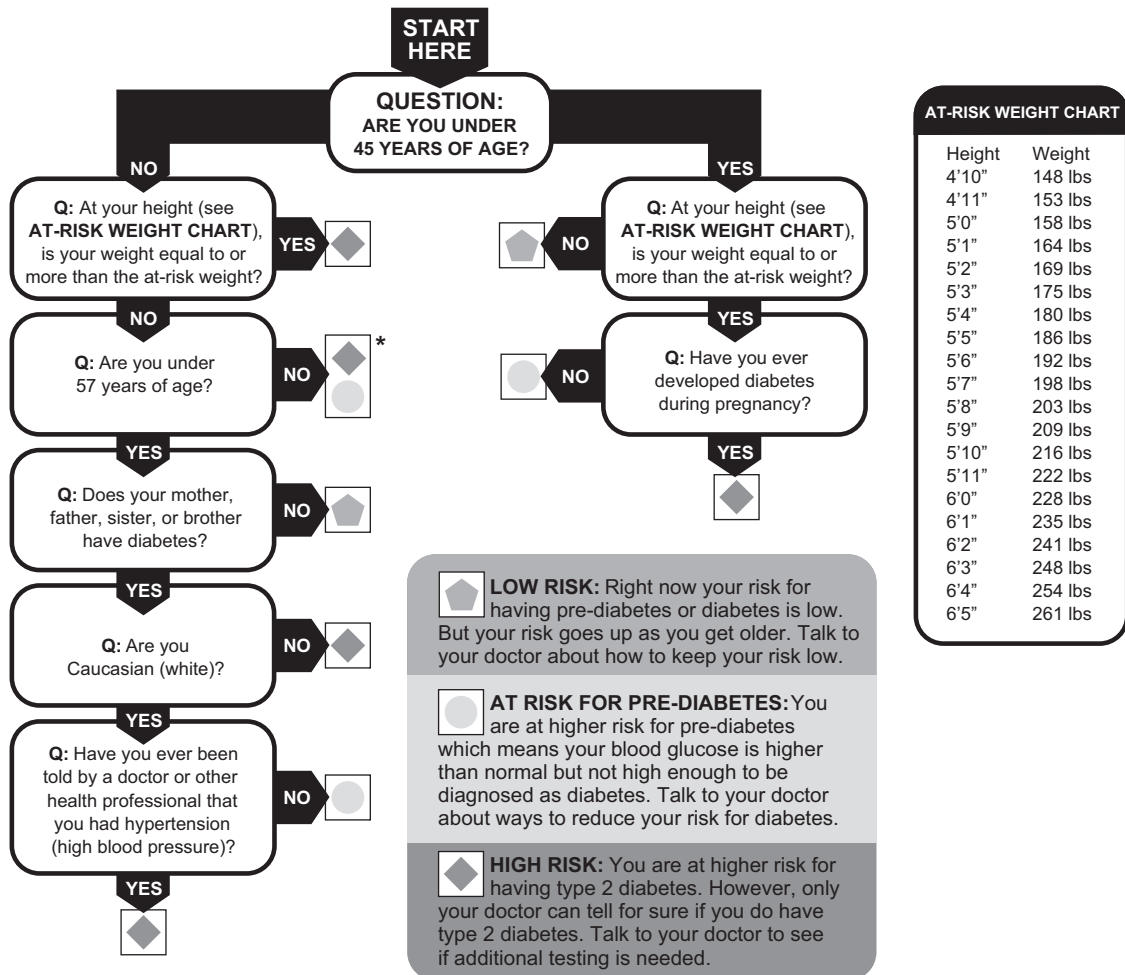 START
HERE
QUESTION:
ARE YOU UNDER
45 YEARS OF AGE?
NO
Q: At your height (see
AT-RISK WEIGHT CHART),
is your weight equal to or
more than the at-risk weight?
YES
NO
Q: Are you under
57 years of age?
NO
*
YES
Q: Does your mother,
father, sister, or brother
have diabetes?
NO
YES
Q: Are you
Caucasian (white)?
NO
YES
Q: Have you ever been
told by a doctor or other
health professional that
you had hypertension
(high blood pressure)?
NO
YES
YES
Q: At your height (see
AT-RISK WEIGHT CHART),
is your weight equal to or
more than the at-risk weight?
NO
YES
Q: Have you ever
developed diabetes
during pregnancy?
NO
YES
LOW RISK: Right now your risk for
having pre-diabetes or diabetes is low.
But your risk goes up as you get older. Talk to
your doctor about how to keep your risk low.
AT RISK FOR PRE-DIABETES: You
are at higher risk for pre-diabetes
which means your blood glucose is higher
than normal but not high enough to be
diagnosed as diabetes. Talk to your doctor
about ways to reduce your risk for diabetes.
HIGH RISK: You are at higher risk for
having type 2 diabetes. However, only
your doctor can tell for sure if you do have
type 2 diabetes. Talk to your doctor to see
if additional testing is needed.
AT-RISK WEIGHT CHART
Height Weight
4’10” 148 lbs
4’11” 153 lbs
5’0” 158 lbs
5’1” 164 lbs
5’2” 169 lbs
5’3” 175 lbs
5’4” 180 lbs
5’5” 186 lbs
5’6” 192 lbs
5’7” 198 lbs
5’8” 203 lbs
5’9” 209 lbs
5’10” 216 lbs
5’11” 222 lbs
6’0” 228 lbs
6’1” 235 lbs
6’2” 241 lbs
6’3” 248 lbs
6’4” 254 lbs
6’5” 261 lbs